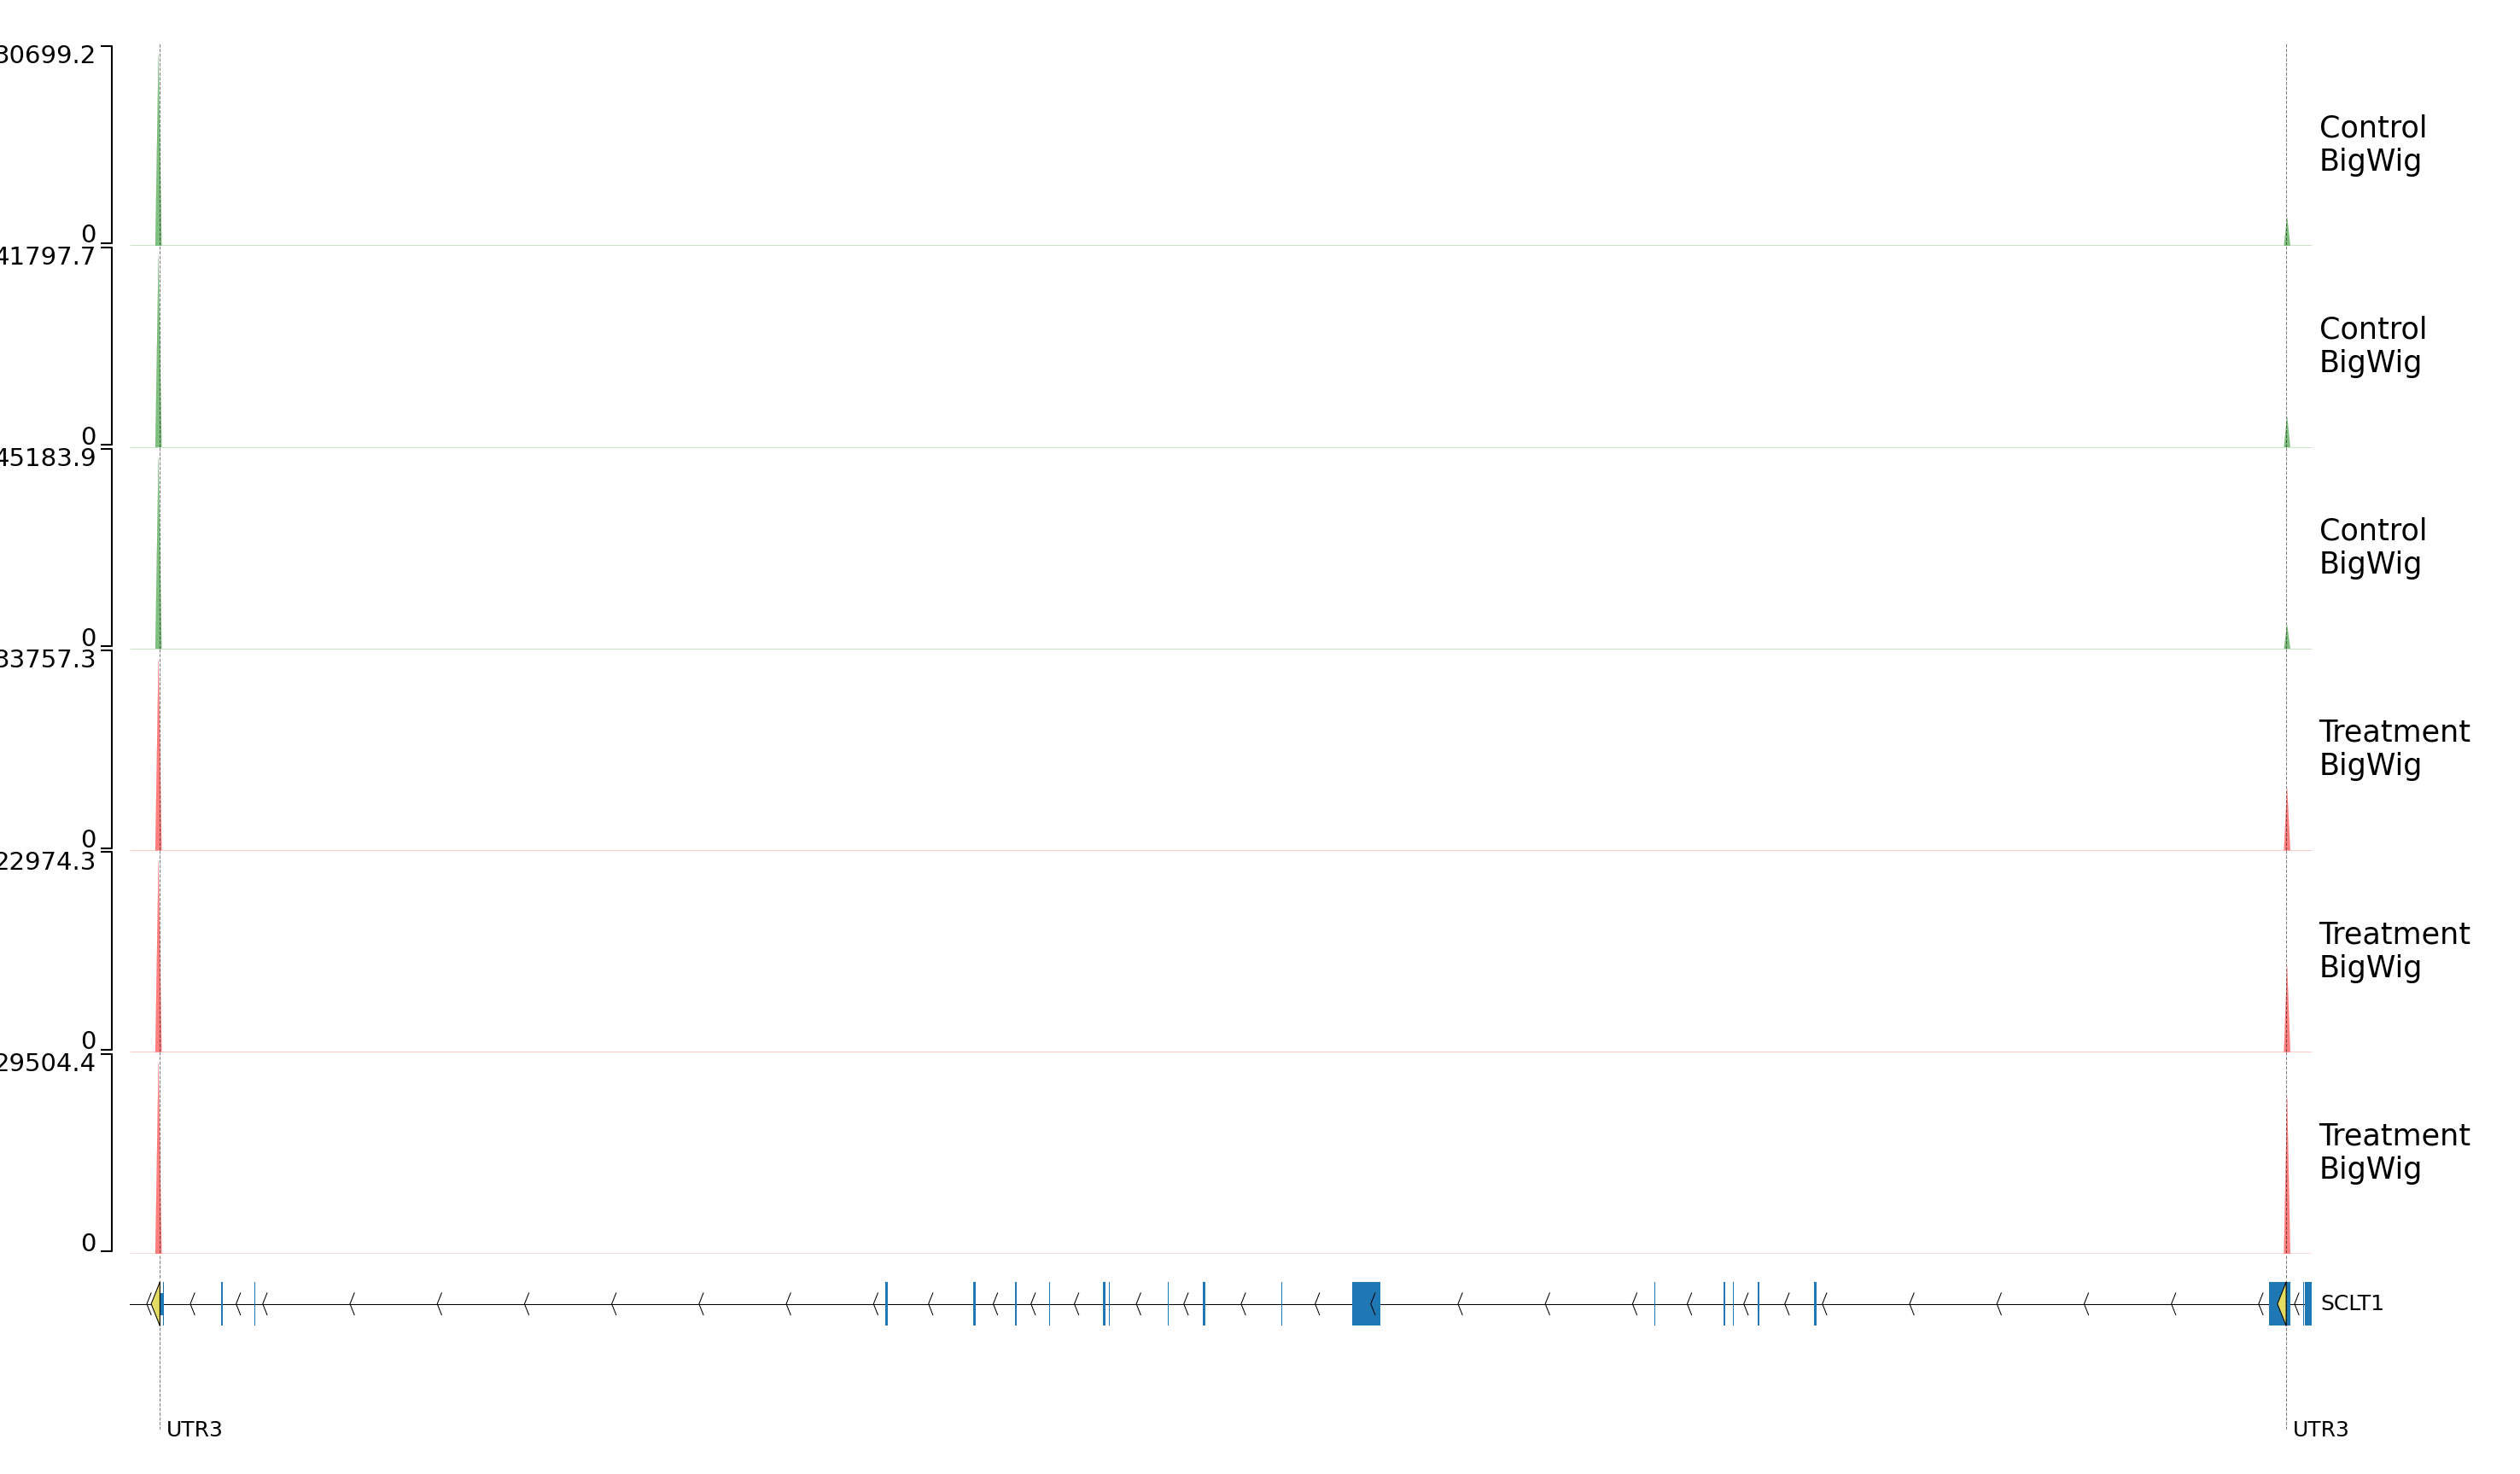 30699.2
Control
BigWig
0
41797.7
Control
BigWig
0
45183.9
Control
BigWig
0
33757.3
Treatment
BigWig
0
22974.3
Treatment
BigWig
0
29504.4
Treatment
BigWig
0
SCLT1
UTR3
UTR3